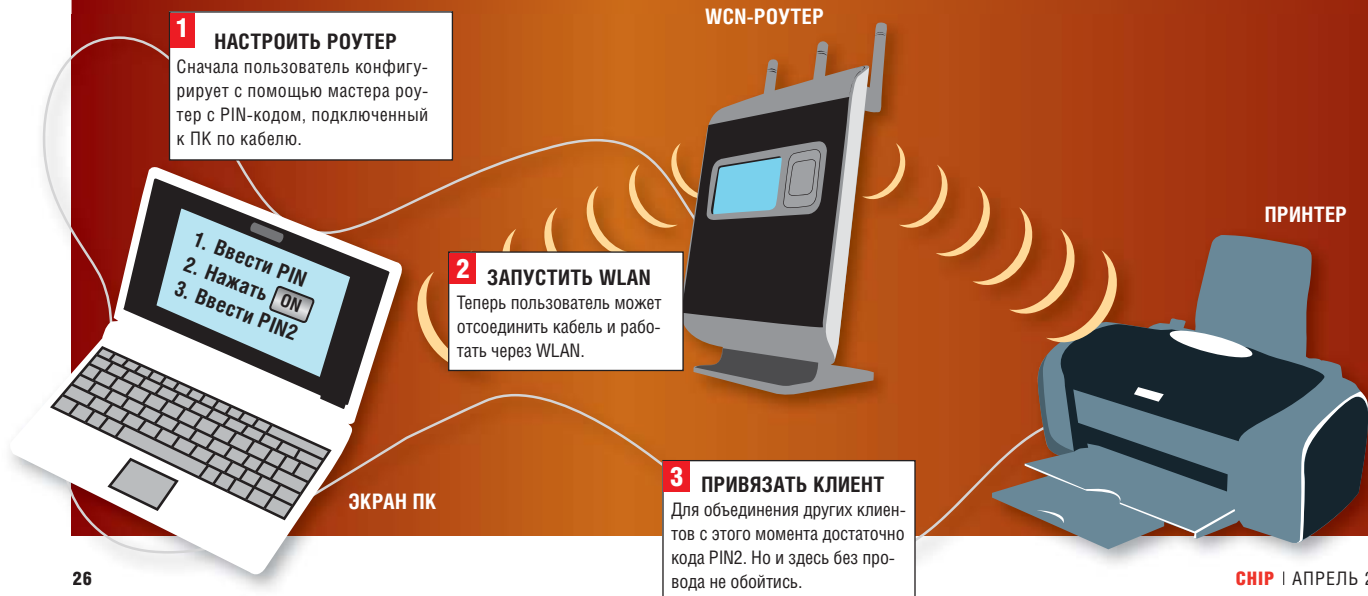 WCN-РОУТЕР
1
НАСТРОИТЬ РОУТЕР
Сначала пользователь конфигу-
рирует с помощью мастера роу-
тер с PIN-кодом, подключенный
к ПК по кабелю.
ПРИНТЕР
1. Ввести PIN
2. Нажать ON
3. Ввести PIN2
2
ЗАПУСТИТЬ WLAN
Теперь пользователь может
отсоединить кабель и рабо-
тать через WLAN.
ЭКРАН ПК
3
ПРИВЯЗАТЬ КЛИЕНТ
Для объединения других клиен-
тов с этого момента достаточно
кода PIN2. Но и здесь без про-
вода не обойтись.
26
CHIP | АПРЕЛЬ